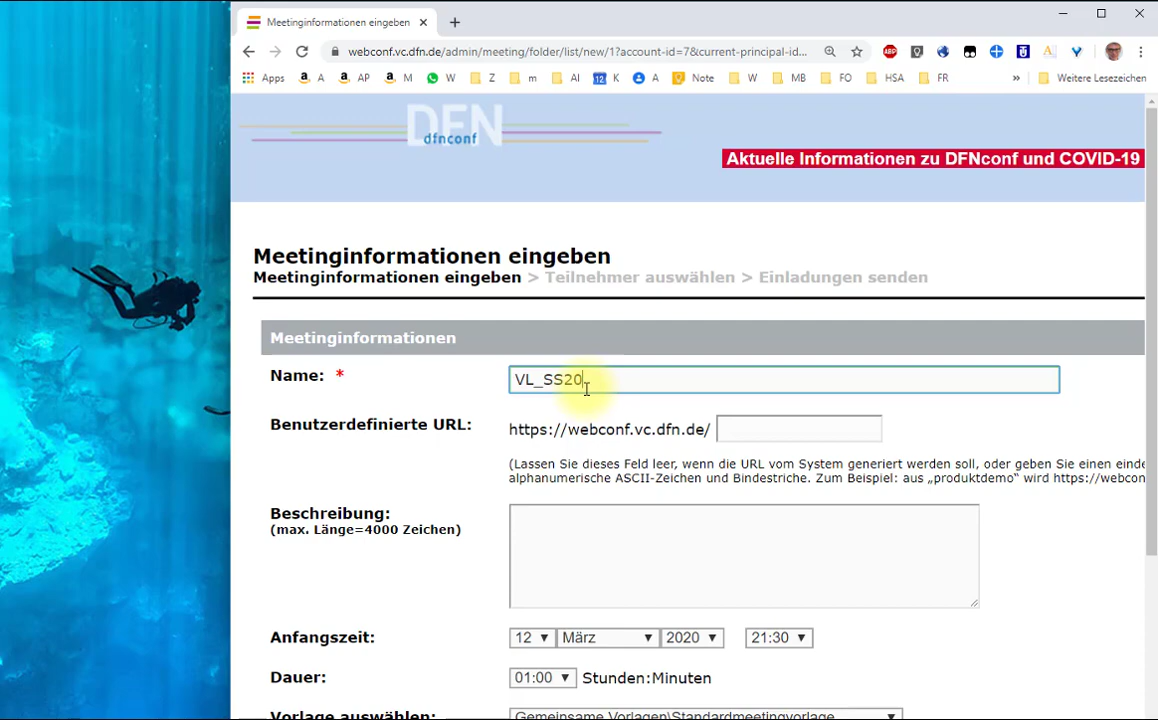 Meetinginformationen eingeben
webconf.vc.dfn.de/admin/meeting/folder/list/new/1?account-id=7&current-principal-id...
Apps A AP M W Z m AI K A Note W MB FO HSA FR » Weitere Lesezeichen
DFN
dfnconf
Aktuelle Informationen zu DFNconf und COVID-19
Meetinginformationen eingeben
Meetinginformationen eingeben > Teilnehmer auswählen > Einladungen senden
Meetinginformationen
Name: * VL_SS20
Benutzerdefinierte URL: https://webconf.vc.dfn.de/
(Lassen Sie dieses Feld leer, wenn die URL vom System generiert werden soll, oder geben Sie einen einde
alphanumerische ASCII-Zeichen und Bindestriche. Zum Beispiel: aus „produktdemo“ wird https://webcon
Beschreibung:
(max. Länge=4000 Zeichen)
Anfangszeit: 12 März 2020 21:30
Dauer: 01:00 Stunden:Minuten
Vorlage auswählen: Gemeinsame Vorlagen\Standardmeetingvorlage